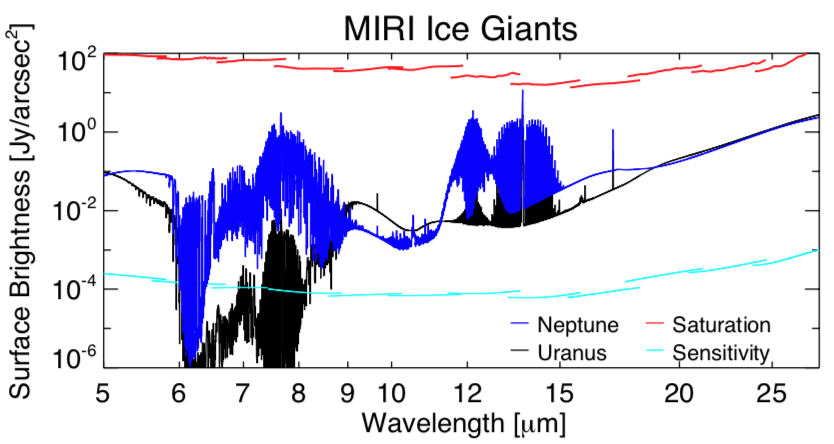 MIRI Ice Giants
Surface Brightness [Jy/arcsec²]
10²
10⁰
10⁻²
10⁻⁴
10⁻⁶
Neptune Saturation
Uranus Sensitivity
5 6 7 8 9 10 12 15 20 25
Wavelength [μm]